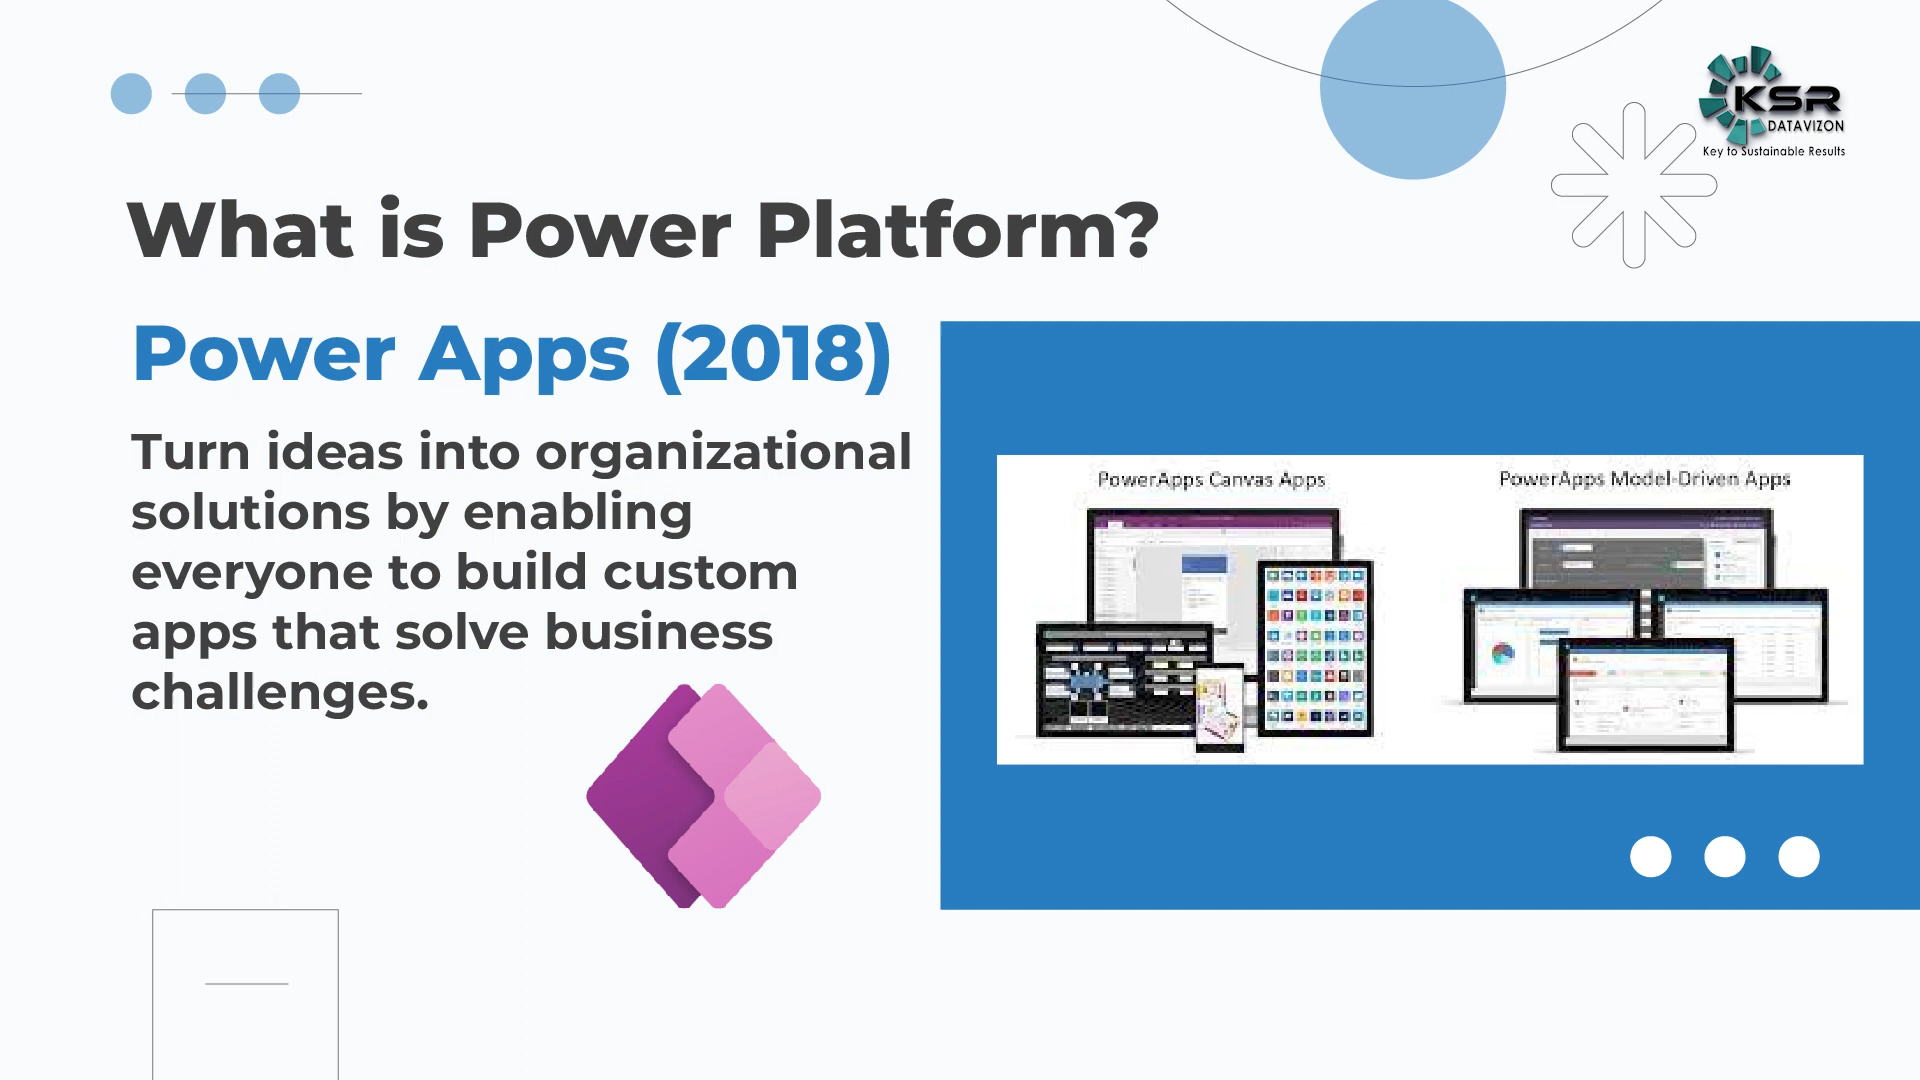 KSR
DATAVIZON
Key to Sustainable Results
What is Power Platform?
Power Apps (2018)
Turn ideas into organizational
solutions by enabling
everyone to build custom
apps that solve business
challenges.
PowerApps Canvas Apps
PowerApps Model-Driven Apps